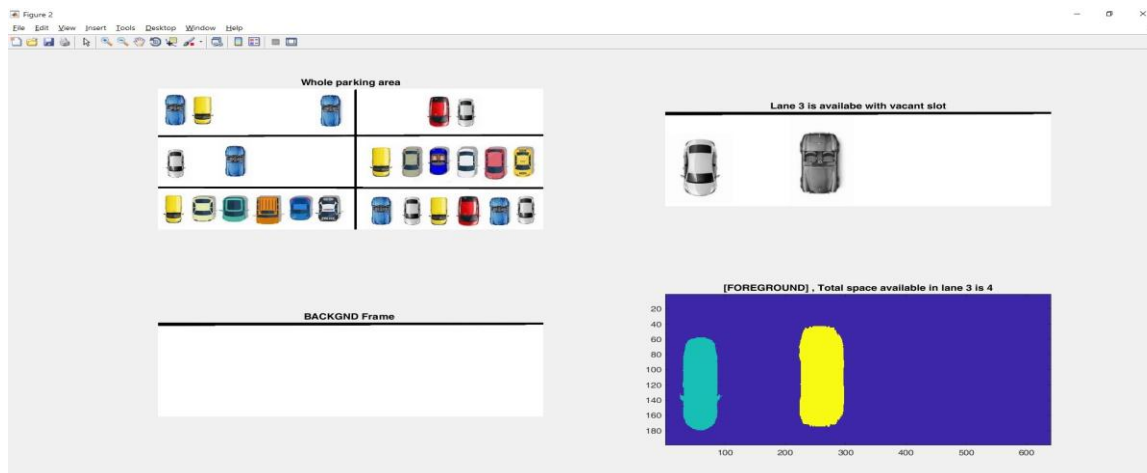 Figure 2
File Edit View Insert Tools Desktop Window Help
Whole parking area
Lane 3 is availabe with vacant slot
BACKGND Frame
[FOREGROUND] , Total space available in lane 3 is 4
20
40
60
80
100
120
140
160
180
100 200 300 400 500 600